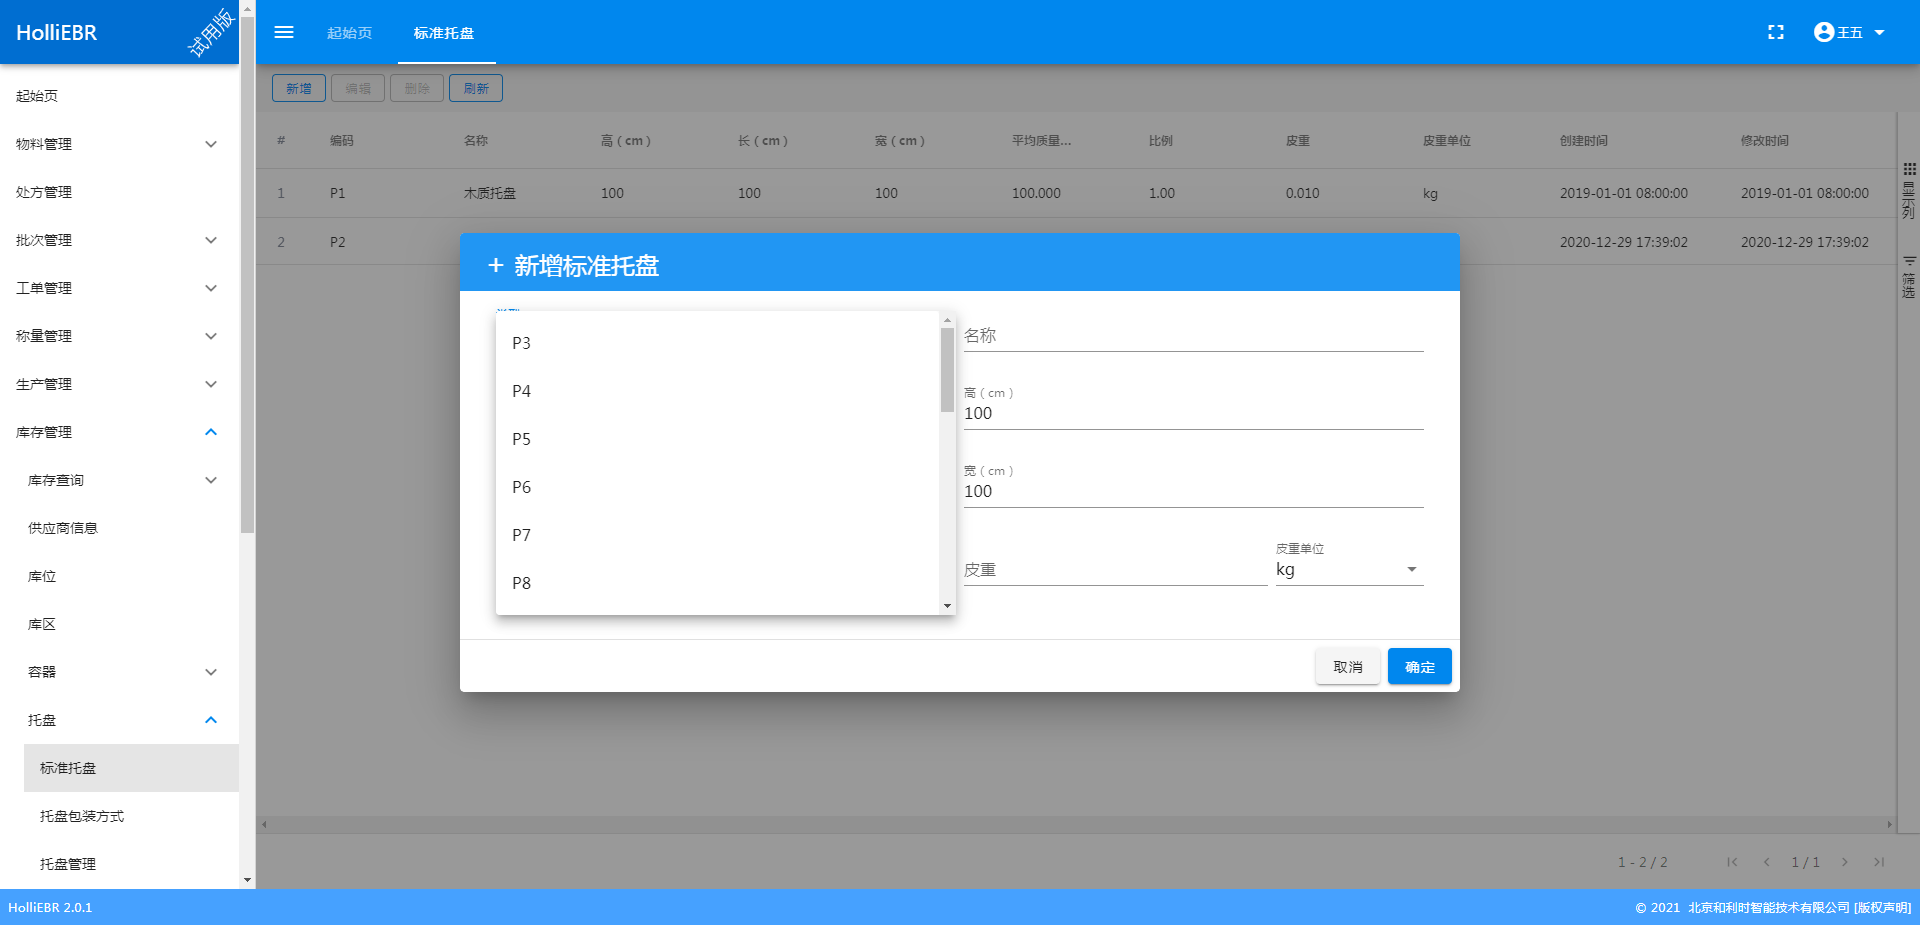 HolliEBR
试用版
起始页
标准托盘
王五
起始页
物料管理
处方管理
批次管理
工单管理
称量管理
生产管理
库存管理
库存查询
供应商信息
库位
库区
容器
托盘
标准托盘
托盘包装方式
托盘管理
新增 编辑 删除 刷新
# 编码 名称 高（cm） 长（cm） 宽（cm） 平均质量... 比例 皮重 皮重单位 创建时间 修改时间
1 P1 木质托盘 100 100 100 100.000 1.00 0.010 kg 2019-01-01 08:00:00 2019-01-01 08:00:00
2 P2 2020-12-29 17:39:02 2020-12-29 17:39:02
显示列
筛选
+ 新增标准托盘
P3
P4
P5
P6
P7
P8
名称
高（cm）
100
宽（cm）
100
皮重
皮重单位
kg
取消 确定
1 - 2 / 2
1 / 1
HolliEBR 2.0.1
© 2021 北京和利时智能技术有限公司 [版权声明]